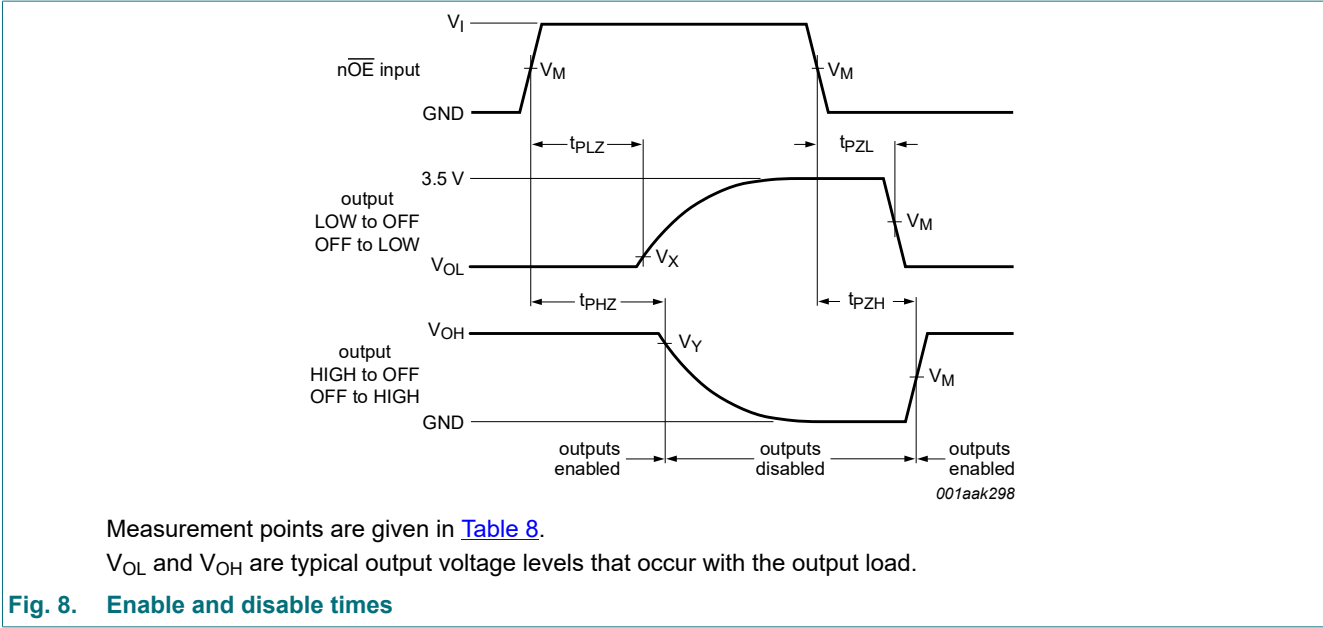 V_I
nO̅E̅ input
V_M
V_M
GND
t_PLZ
t_PZL
3.5 V
output
LOW to OFF
OFF to LOW
V_M
V_X
V_OL
t_PHZ
t_PZH
V_OH
V_Y
output
HIGH to OFF
OFF to HIGH
V_M
GND
outputs
enabled
outputs
disabled
outputs
enabled
001aak298
Measurement points are given in Table 8.
V_OL and V_OH are typical output voltage levels that occur with the output load.
Fig. 8. Enable and disable times